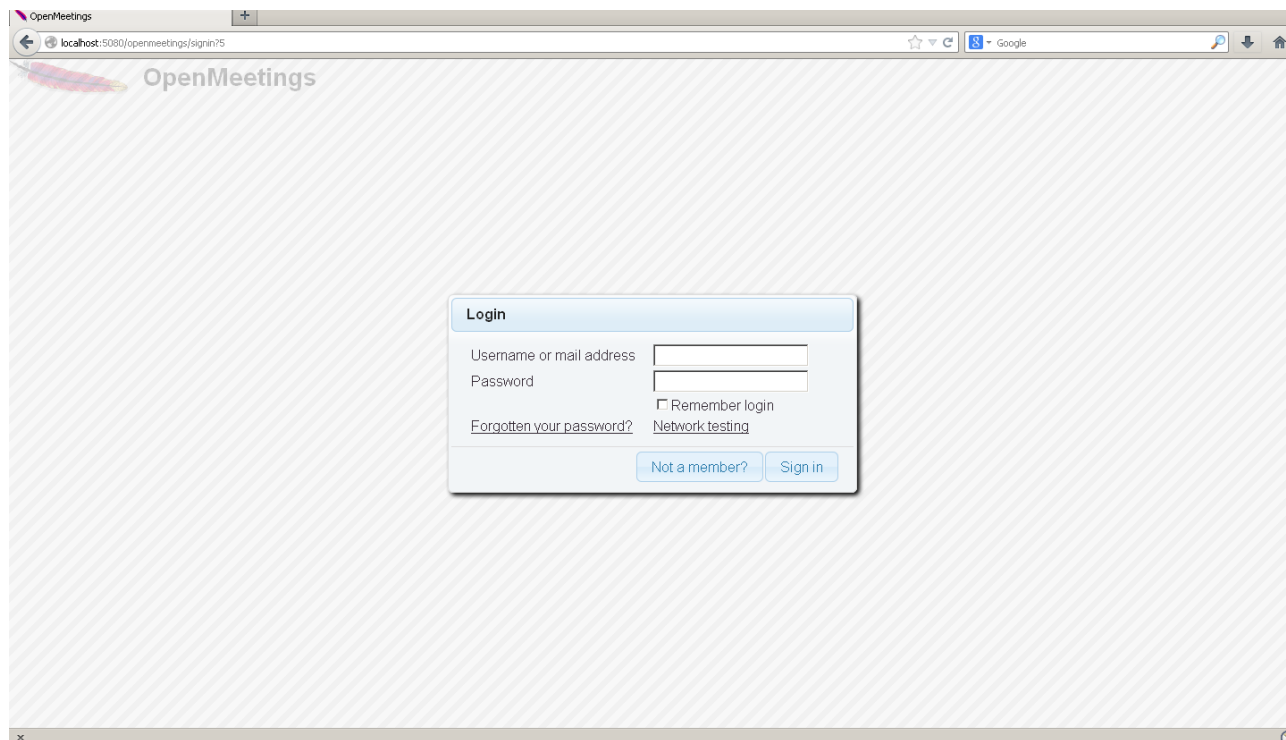 OpenMeetings
localhost:5080/openmeetings/signin?5
Google
OpenMeetings
Login
Username or mail address
Password
Remember login
Forgotten your password? Network testing
Not a member? Sign in